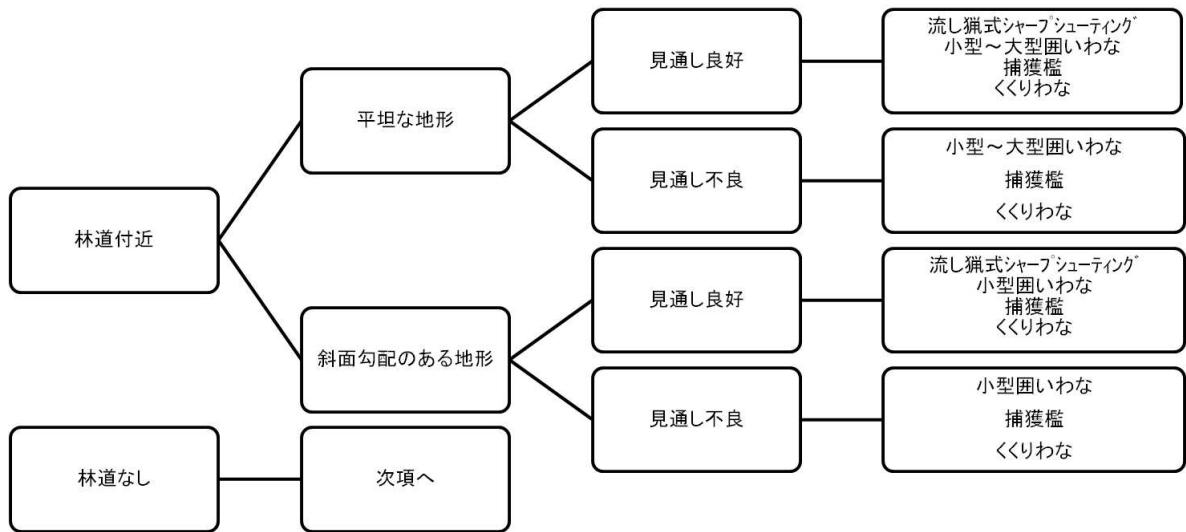 林道付近
平坦な地形
見通し良好
流し猟式シャープシューティング
小型～大型囲いわな
捕獲檻
くくりわな
見通し不良
小型～大型囲いわな
捕獲檻
くくりわな
斜面勾配のある地形
見通し良好
流し猟式シャープシューティング
小型囲いわな
捕獲檻
くくりわな
見通し不良
小型囲いわな
捕獲檻
くくりわな
林道なし
次項へ